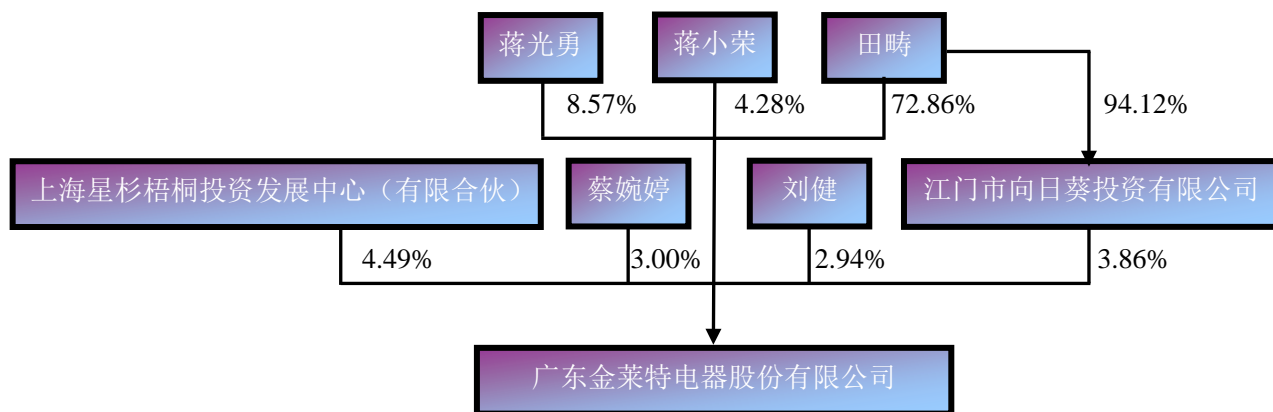 蒋光勇
蒋小荣
田畴
8.57%
4.28%
72.86%
94.12%
上海星杉梧桐投资发展中心（有限合伙）
蔡婉婷
刘健
江门市向日葵投资有限公司
4.49%
3.00%
2.94%
3.86%
广东金莱特电器股份有限公司